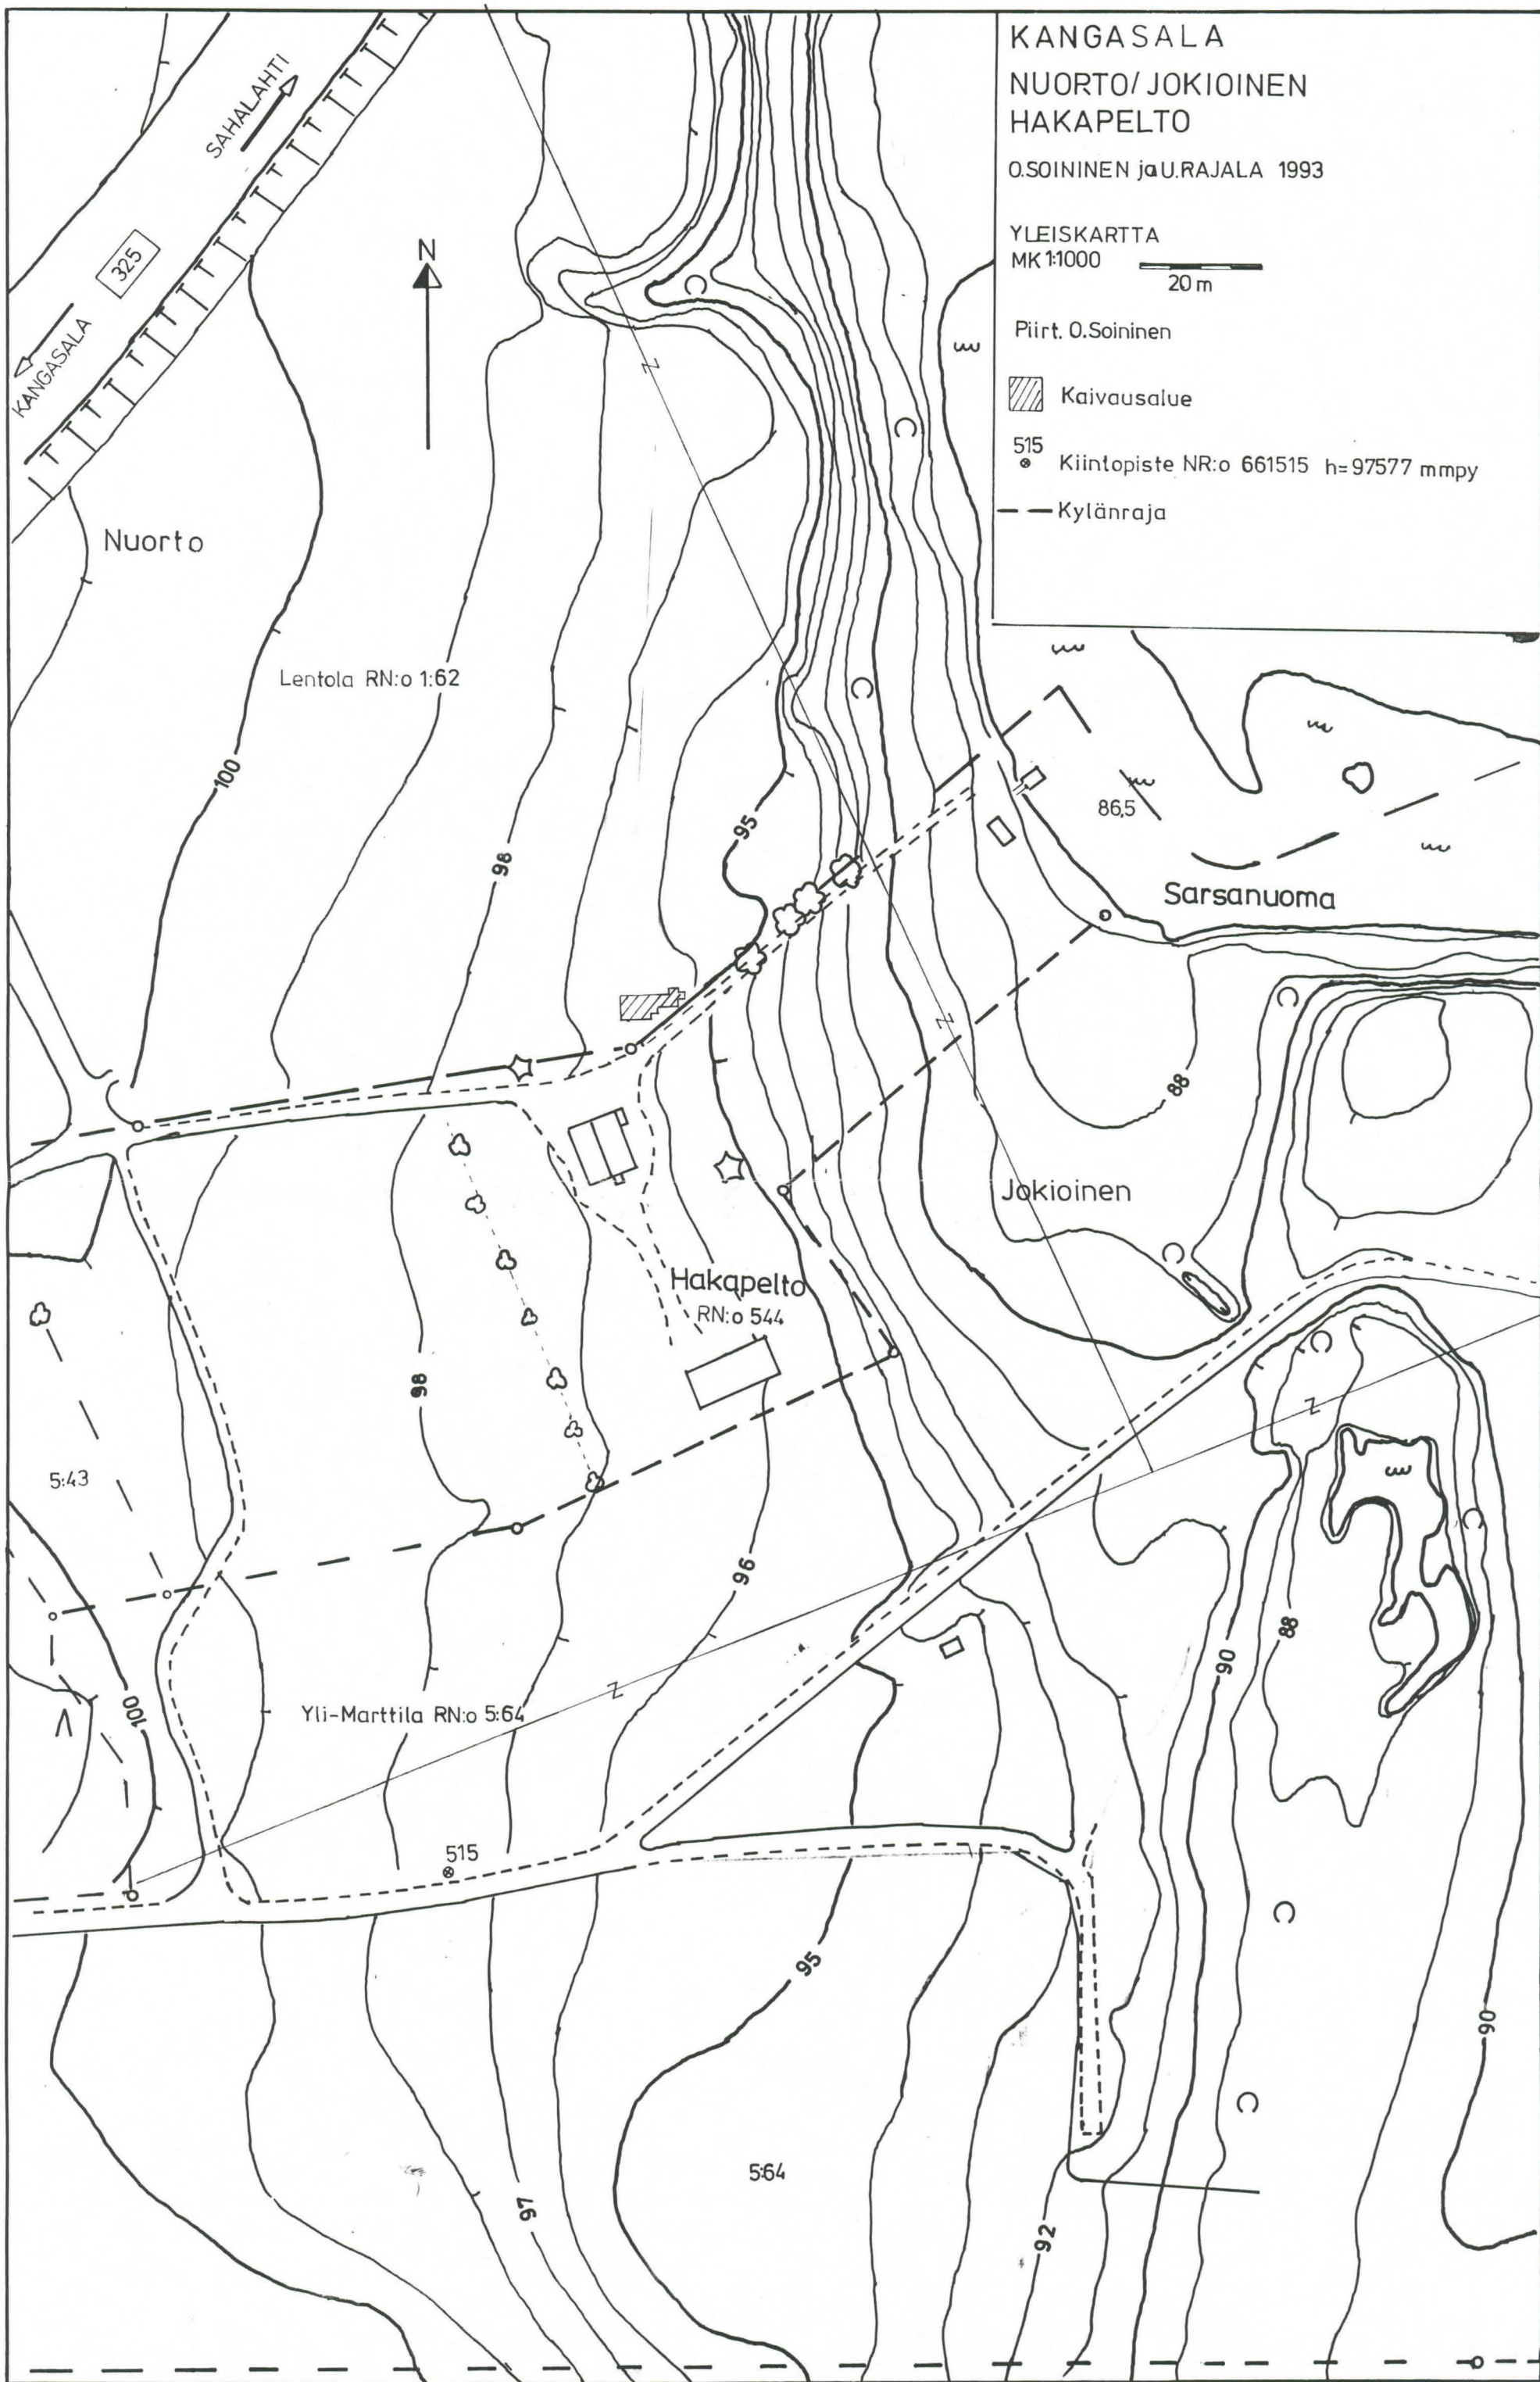 KANGASALA
NUORTO/JOKIOINEN
HAKAPELTO
O.SOININEN ja U.RAJALA 1993
YLEISKARTTA
MK 1:1000
20 m
Piirt. O.Soininen
Kaivausalue
515
Kiintopiste NR:o 661515 h=97577 mmpy
Kylänraja
SAHALAHTI
325
KANGASALA
N
Z
Nuorto
Lentola RN:o 1:62
100
98
95
86,5
Sarsanuoma
Z
88
Jokioinen
Hakapelto
RN:o 544
98
Z
5:43
96
88
90
100
Yli-Marttila RN:o 5:64
Z
515
95
90
5:64
97
92